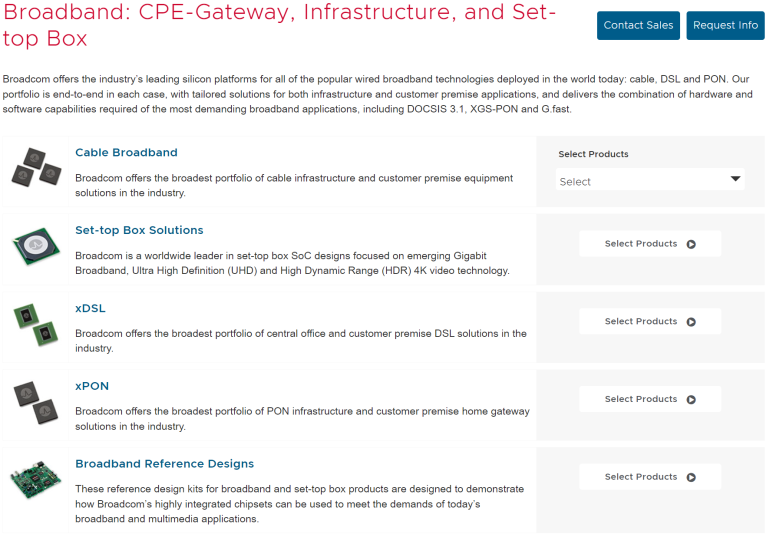 Broadband: CPE-Gateway, Infrastructure, and Set-
top Box
Contact Sales
Request Info
Broadcom offers the industry's leading silicon platforms for all of the popular wired broadband technologies deployed in the world today: cable, DSL and PON. Our
portfolio is end-to-end in each case, with tailored solutions for both infrastructure and customer premise applications, and delivers the combination of hardware and
software capabilities required of the most demanding broadband applications, including DOCSIS 3.1, XGS-PON and G.fast.
Cable Broadband
Broadcom offers the broadest portfolio of cable infrastructure and customer premise equipment
solutions in the industry.
Select Products
Select
Set-top Box Solutions
Broadcom is a worldwide leader in set-top box SoC designs focused on emerging Gigabit
Broadband, Ultra High Definition (UHD) and High Dynamic Range (HDR) 4K video technology.
Select Products
xDSL
Broadcom offers the broadest portfolio of central office and customer premise DSL solutions in the
industry.
Select Products
xPON
Broadcom offers the broadest portfolio of PON infrastructure and customer premise home gateway
solutions in the industry.
Select Products
Broadband Reference Designs
These reference design kits for broadband and set-top box products are designed to demonstrate
how Broadcom's highly integrated chipsets can be used to meet the demands of today's
broadband and multimedia applications.
Select Products